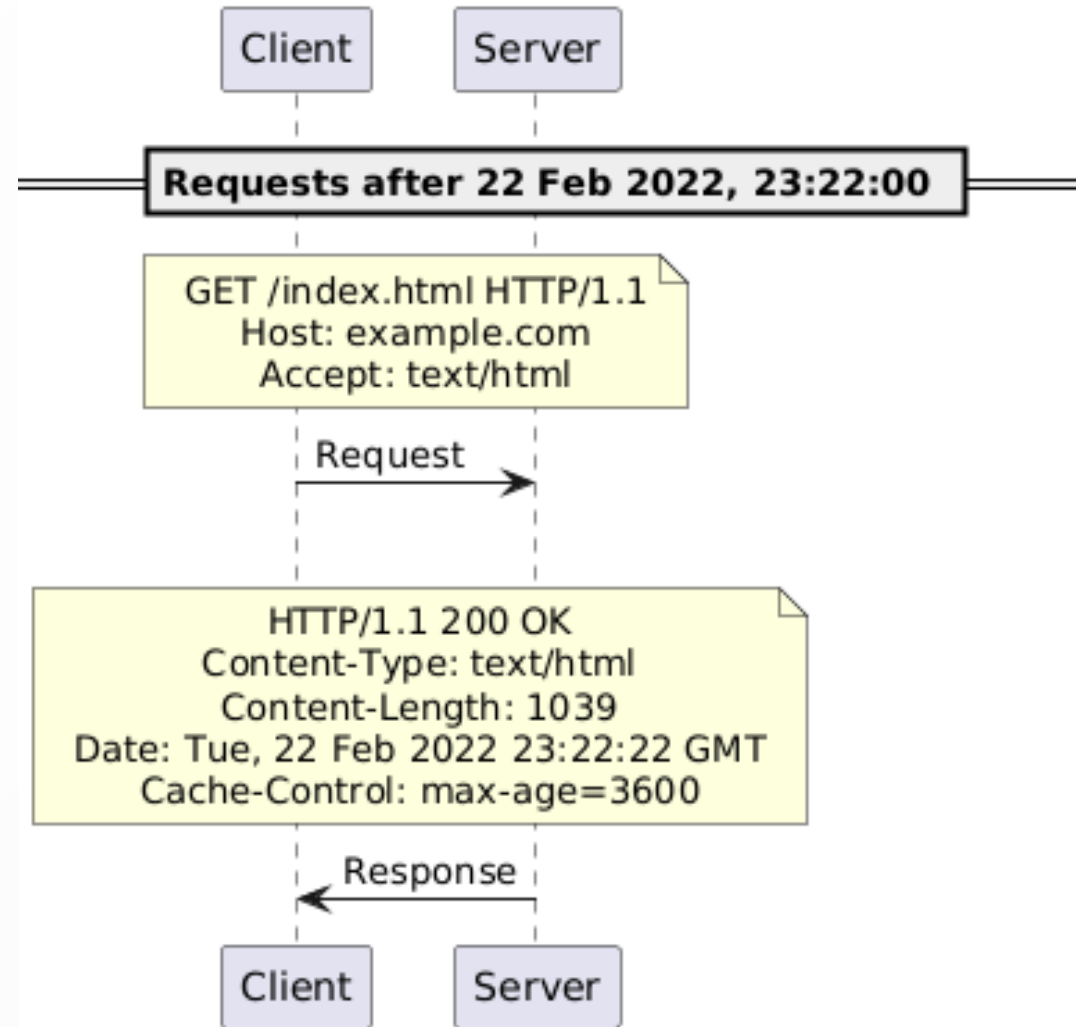 Client
Server
Requests after 22 Feb 2022, 23:22:00
GET /index.html HTTP/1.1
Host: example.com
Accept: text/html
Request
HTTP/1.1 200 OK
Content-Type: text/html
Content-Length: 1039
Date: Tue, 22 Feb 2022 23:22:22 GMT
Cache-Control: max-age=3600
Response
Client
Server